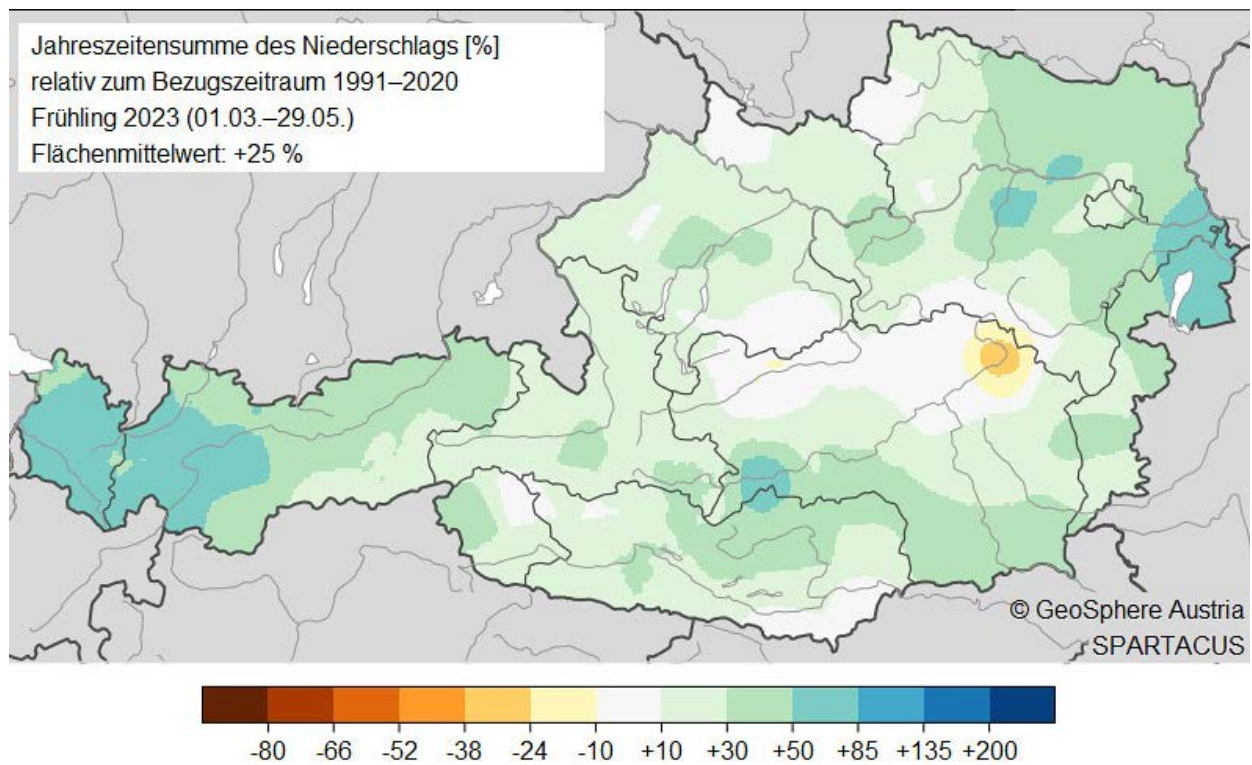 Jahreszeitensumme des Niederschlags [%]
relativ zum Bezugszeitraum 1991–2020
Frühling 2023 (01.03.–29.05.)
Flächenmittelwert: +25 %
© GeoSphere Austria
SPARTACUS
-80 -66 -52 -38 -24 -10 +10 +30 +50 +85 +135 +200